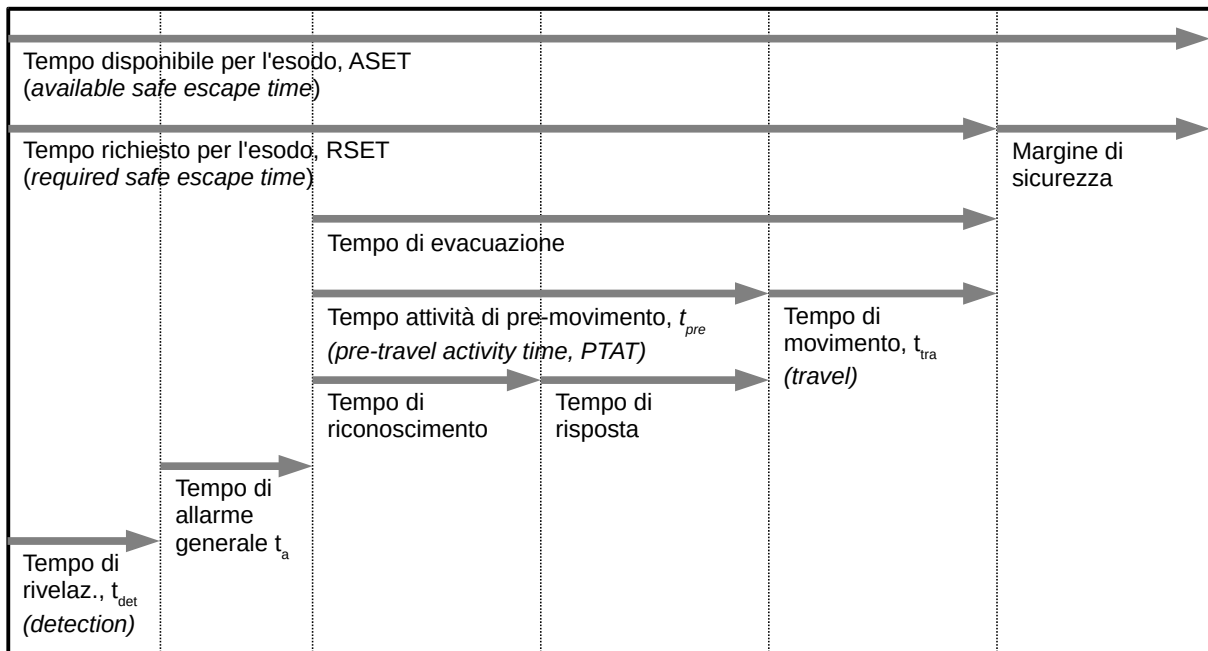 Tempo disponibile per l'esodo, ASET
(available safe escape time)
Tempo richiesto per l'esodo, RSET
(required safe escape time)
Margine di
sicurezza
Tempo di evacuazione
Tempo attività di pre-movimento, tpre
(pre-travel activity time, PTAT)
Tempo di
movimento, ttra
(travel)
Tempo di
riconoscimento
Tempo di
risposta
Tempo di
allarme
generale ta
Tempo di
rivelaz., tdet
(detection)